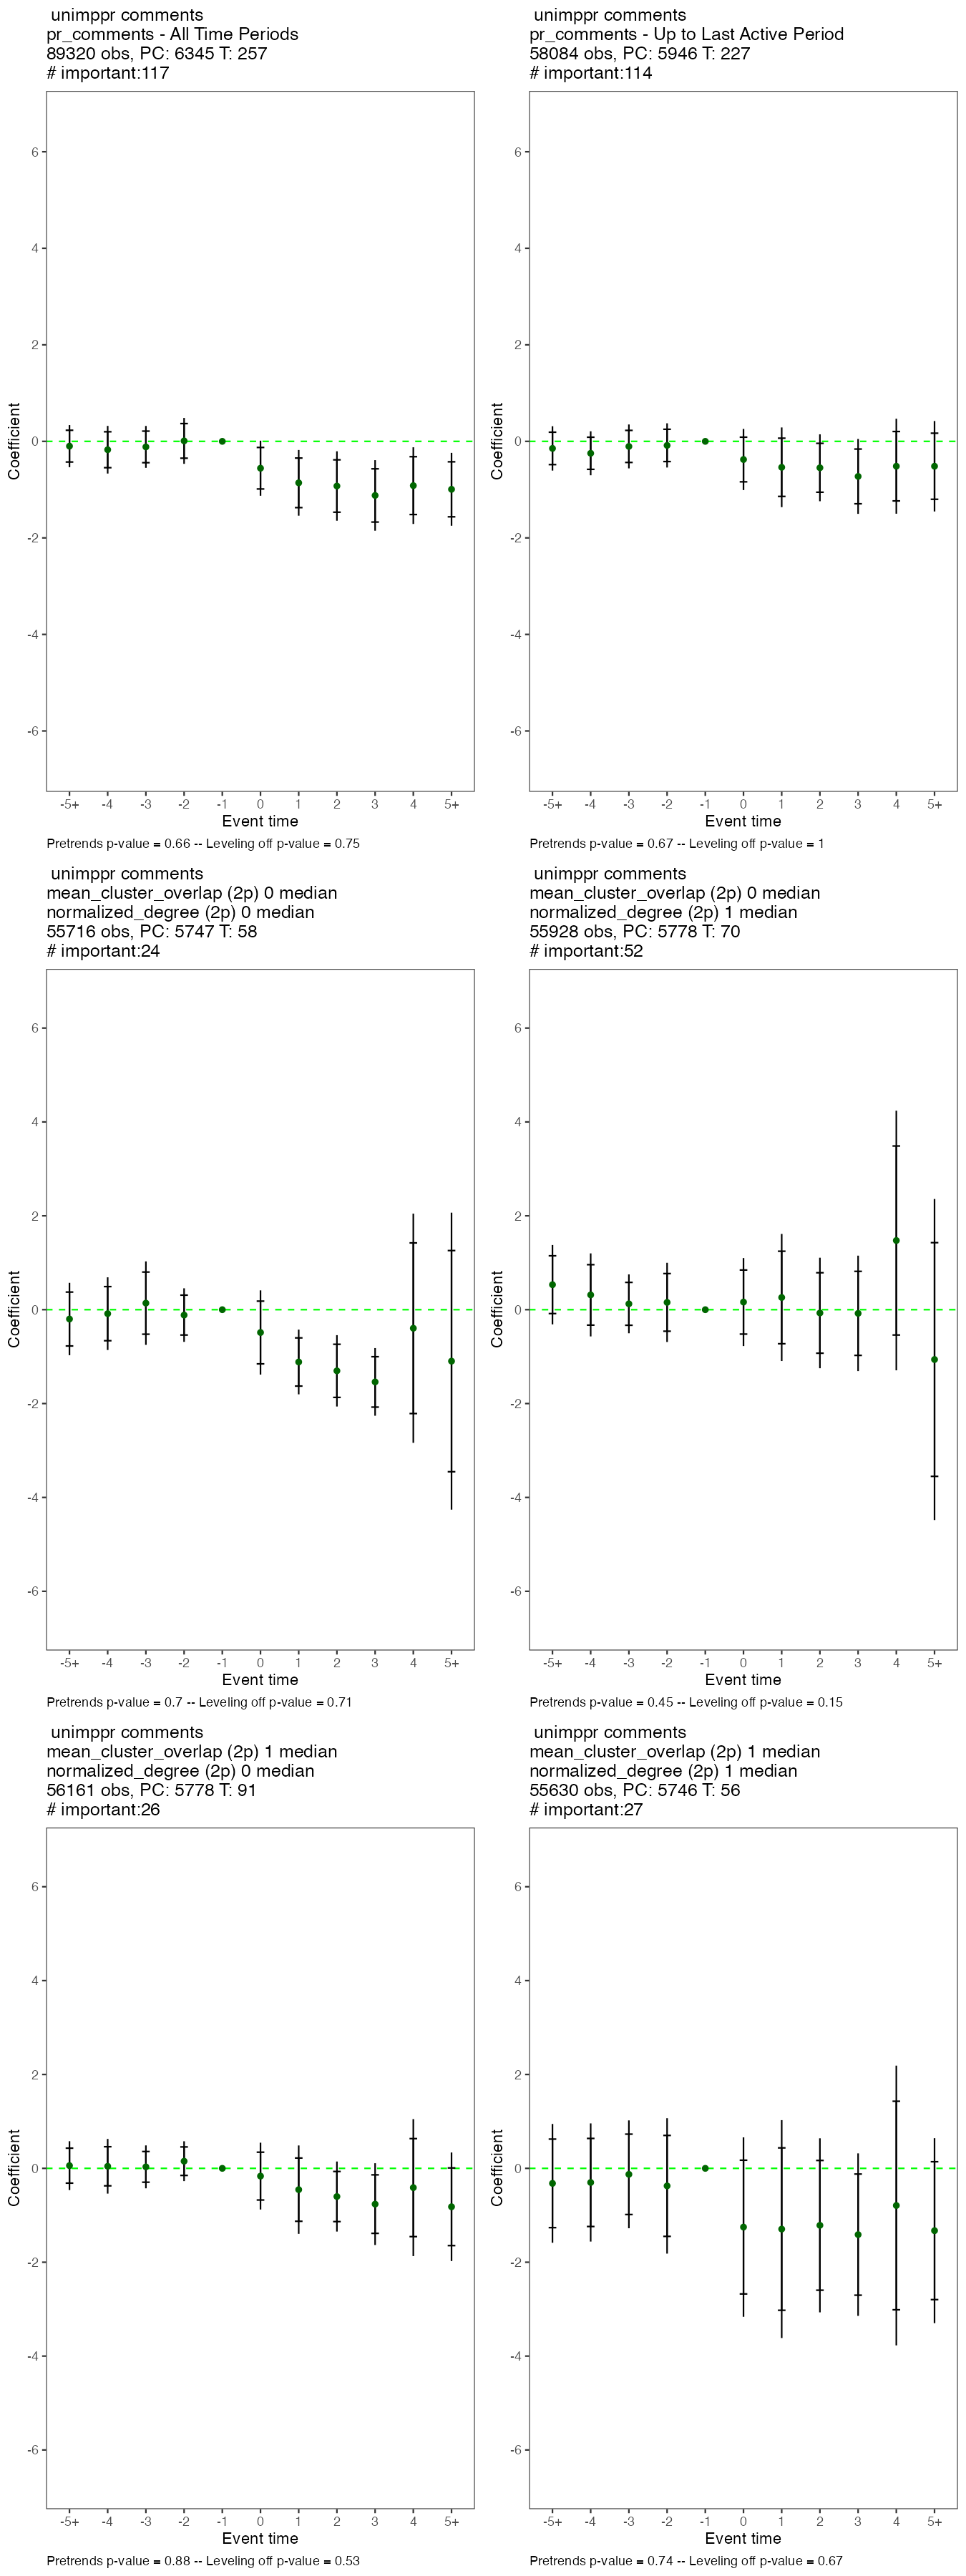 unimppr comments
pr_comments - All Time Periods
89320 obs, PC: 6345 T: 257
# important:117
6
4
2
0
-2
-4
-6
Coefficient
-5+ -4 -3 -2 -1 0 1 2 3 4 5+
Event time
Pretrends p-value = 0.66 -- Leveling off p-value = 0.75
unimppr comments
pr_comments - Up to Last Active Period
58084 obs, PC: 5946 T: 227
# important:114
6
4
2
0
-2
-4
-6
Coefficient
-5+ -4 -3 -2 -1 0 1 2 3 4 5+
Event time
Pretrends p-value = 0.67 -- Leveling off p-value = 1
unimppr comments
mean_cluster_overlap (2p) 0 median
normalized_degree (2p) 0 median
55716 obs, PC: 5747 T: 58
# important:24
6
4
2
0
-2
-4
-6
Coefficient
-5+ -4 -3 -2 -1 0 1 2 3 4 5+
Event time
Pretrends p-value = 0.7 -- Leveling off p-value = 0.71
unimppr comments
mean_cluster_overlap (2p) 0 median
normalized_degree (2p) 1 median
55928 obs, PC: 5778 T: 70
# important:52
6
4
2
0
-2
-4
-6
Coefficient
-5+ -4 -3 -2 -1 0 1 2 3 4 5+
Event time
Pretrends p-value = 0.45 -- Leveling off p-value = 0.15
unimppr comments
mean_cluster_overlap (2p) 1 median
normalized_degree (2p) 0 median
56161 obs, PC: 5778 T: 91
# important:26
6
4
2
0
-2
-4
-6
Coefficient
-5+ -4 -3 -2 -1 0 1 2 3 4 5+
Event time
Pretrends p-value = 0.88 -- Leveling off p-value = 0.53
unimppr comments
mean_cluster_overlap (2p) 1 median
normalized_degree (2p) 1 median
55630 obs, PC: 5746 T: 56
# important:27
6
4
2
0
-2
-4
-6
Coefficient
-5+ -4 -3 -2 -1 0 1 2 3 4 5+
Event time
Pretrends p-value = 0.74 -- Leveling off p-value = 0.67